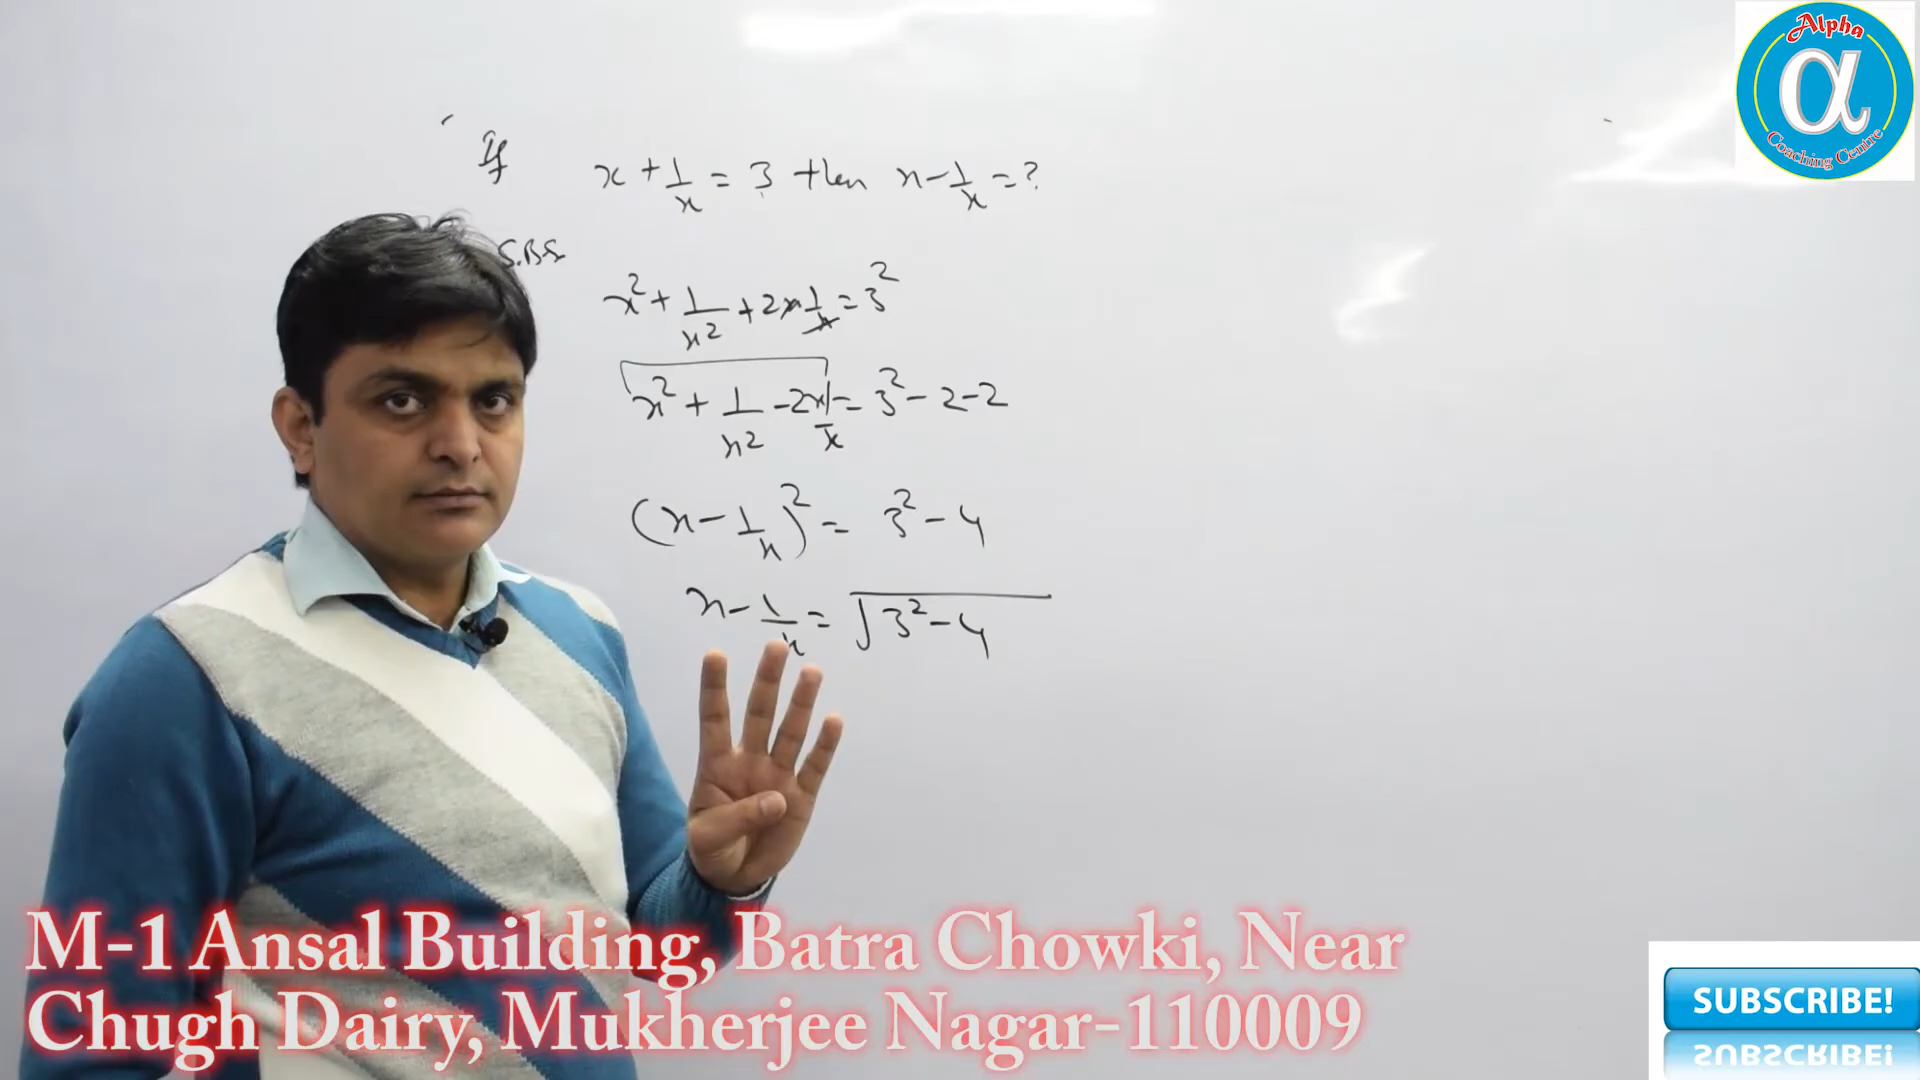 If x + 1/x = 3 then x - 1/x = ?
S.B.S.
x² + 1/x² + 2x 1/x = 3²
x² + 1/x² - 2x 1/x = 3² - 2 - 2
(x - 1/x)² = 3² - 4
x - 1/x = √3² - 4
Alpha
α
Coaching Centre
M-1 Ansal Building, Batra Chowki, Near
Chugh Dairy, Mukherjee Nagar-110009
SUBSCRIBE!